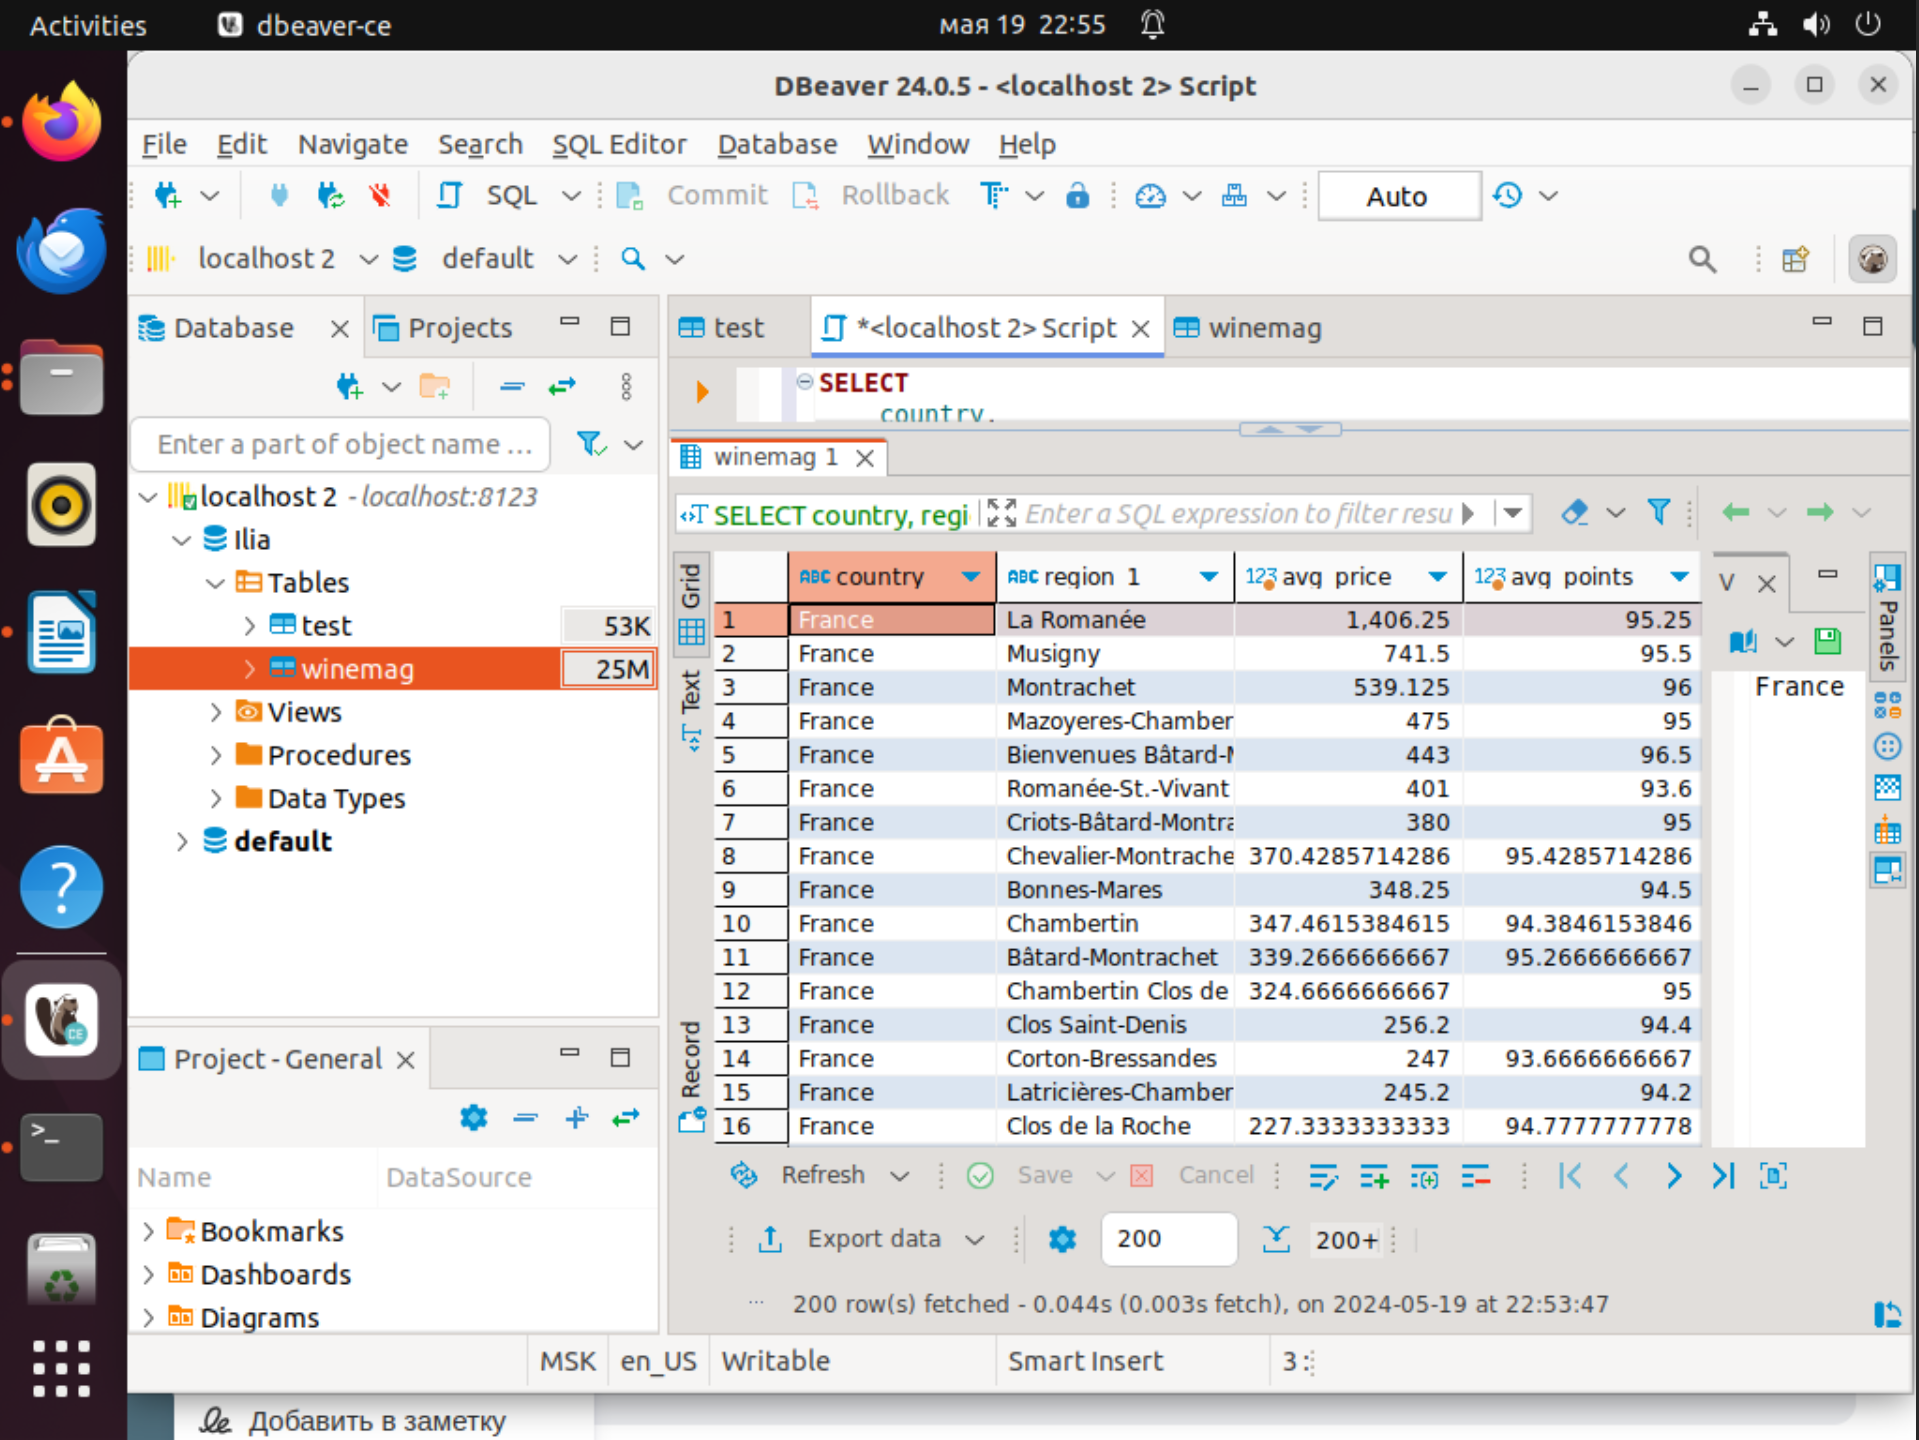 Activities dbeaver-ce мая 19 22:55
DBeaver 24.0.5 - <localhost 2> Script
File Edit Navigate Search SQL Editor Database Window Help
SQL Commit Rollback Auto
localhost 2 default
Database Projects
Enter a part of object name ...
localhost 2 - localhost:8123
Ilia
Tables
test 53K
winemag 25M
Views
Procedures
Data Types
default
Project - General
Name DataSource
Bookmarks
Dashboards
Diagrams
test *<localhost 2> Script winemag
SELECT
country,
winemag 1
SELECT country, regi Enter a SQL expression to filter resu
Grid
Text
Record
ABC country ABC region_1 123 avg_price 123 avg_points
1 France La Romanée 1,406.25 95.25
2 France Musigny 741.5 95.5
3 France Montrachet 539.125 96
4 France Mazoyeres-Chamber 475 95
5 France Bienvenues Bâtard-M 443 96.5
6 France Romanée-St.-Vivant 401 93.6
7 France Criots-Bâtard-Montra 380 95
8 France Chevalier-Montrache 370.4285714286 95.4285714286
9 France Bonnes-Mares 348.25 94.5
10 France Chambertin 347.4615384615 94.3846153846
11 France Bâtard-Montrachet 339.2666666667 95.2666666667
12 France Chambertin Clos de 324.6666666667 95
13 France Clos Saint-Denis 256.2 94.4
14 France Corton-Bressandes 247 93.6666666667
15 France Latricières-Chamber 245.2 94.2
16 France Clos de la Roche 227.3333333333 94.7777777778
V
France
Panels
Refresh Save Cancel
Export data 200 200+
200 row(s) fetched - 0.044s (0.003s fetch), on 2024-05-19 at 22:53:47
MSK en_US Writable Smart Insert 3 :
Добавить в заметку